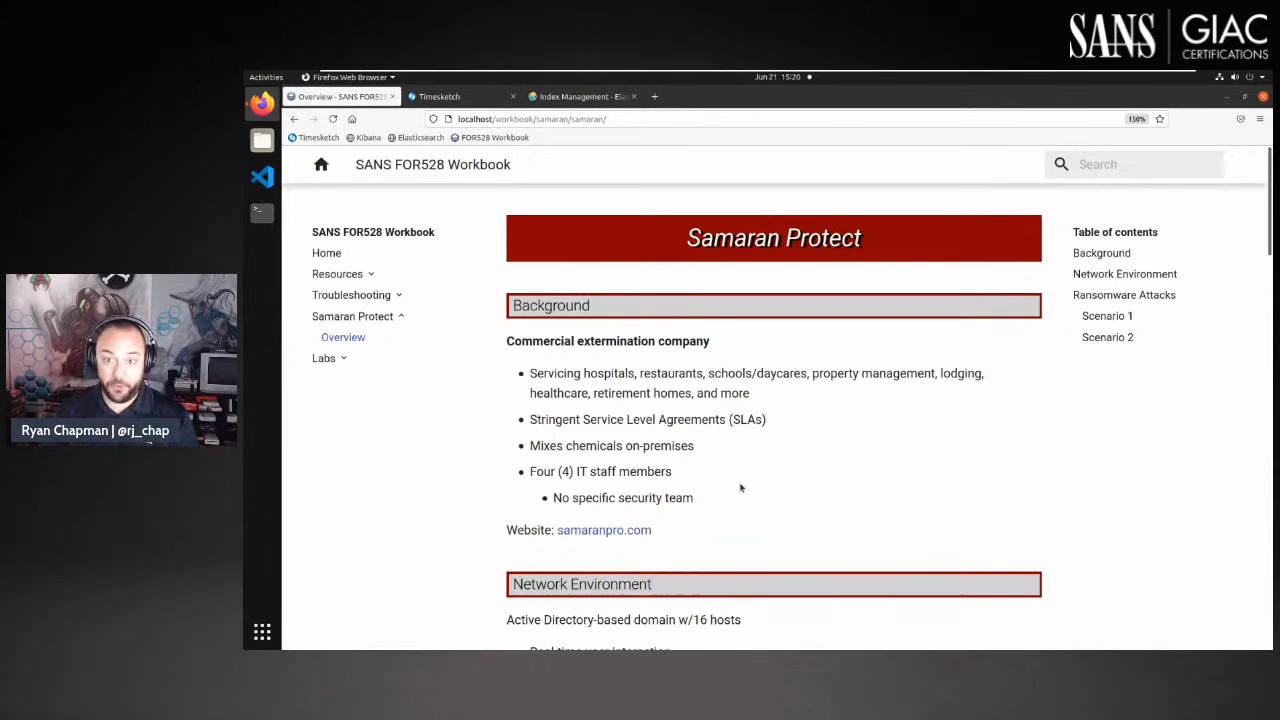 SANS GIAC CERTIFICATIONS
Activities Firefox Web Browser Jun 21 15:20
Overview - SANS FOR528 Timesketch Index Management - Ela
localhost/workbook/samaran/samaran/ 150%
Timesketch Kibana Elasticsearch FOR528 Workbook
SANS FOR528 Workbook Search
Samaran Protect
SANS FOR528 Workbook
Home
Resources
Troubleshooting
Samaran Protect
Overview
Labs
Background
Commercial extermination company
Servicing hospitals, restaurants, schools/daycares, property management, lodging,
healthcare, retirement homes, and more
Stringent Service Level Agreements (SLAs)
Mixes chemicals on-premises
Four (4) IT staff members
No specific security team
Website: samaranpro.com
Network Environment
Active Directory-based domain w/16 hosts
Table of contents
Background
Network Environment
Ransomware Attacks
Scenario 1
Scenario 2
Ryan Chapman | @rj_chap